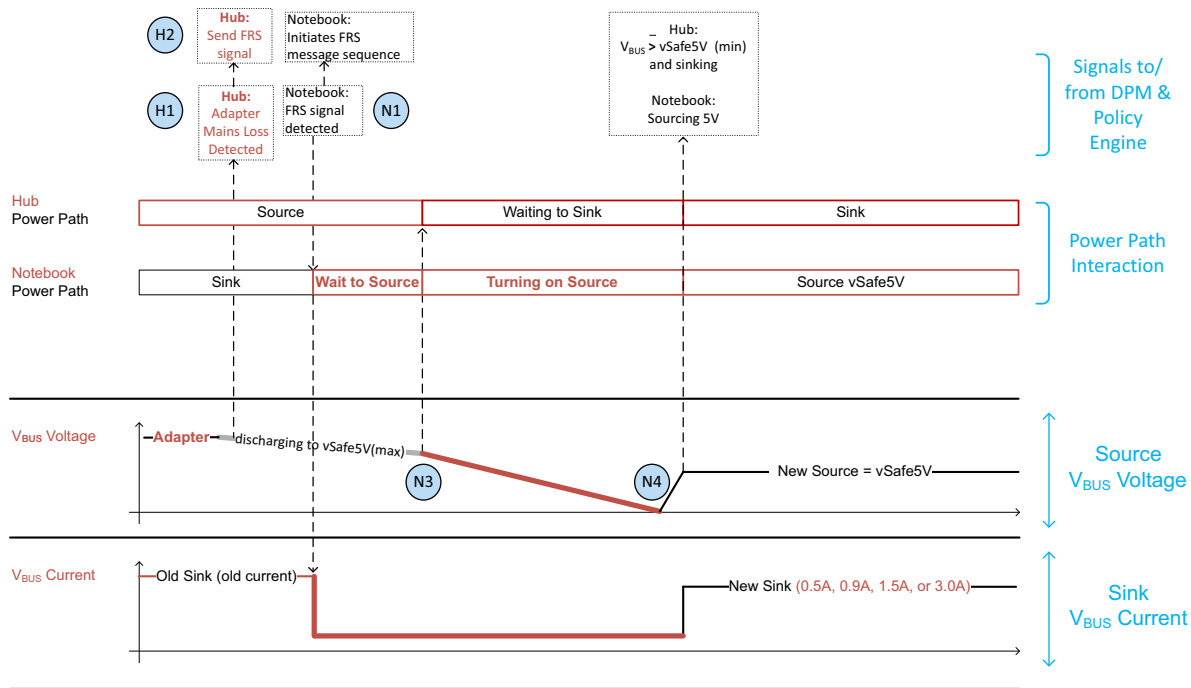 H2
Hub:
Send FRS
signal
Notebook:
Initiates FRS
message sequence
H1
Hub:
Adapter
Mains Loss
Detected
Notebook:
FRS signal
detected
N1
_ Hub:
VBUS > vSafe5V (min)
and sinking
Notebook:
Sourcing 5V
Signals to/
from DPM &
Policy
Engine
Hub
Power Path
Source
Waiting to Sink
Sink
Notebook
Power Path
Sink
Wait to Source
Turning on Source
Source vSafe5V
Power Path
Interaction
VBUS Voltage
Adapter
discharging to vSafe5V(max)
N3
N4
New Source = vSafe5V
Source
VBUS Voltage
VBUS Current
Old Sink (old current)
New Sink (0.5A, 0.9A, 1.5A, or 3.0A)
Sink
VBUS Current